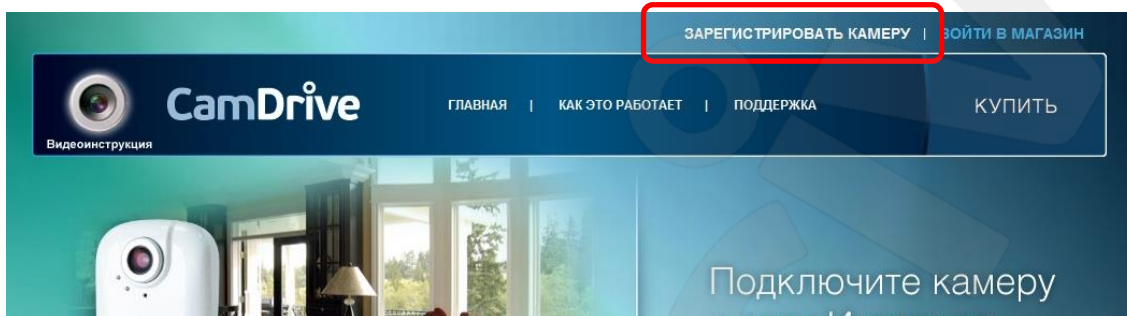 ЗАРЕГИСТРИРОВАТЬ КАМЕРУ | ВОЙТИ В МАГАЗИН
CamDrive
ГЛАВНАЯ | КАК ЭТО РАБОТАЕТ | ПОДДЕРЖКА
КУПИТЬ
Видеоинструкция
Подключите камеру